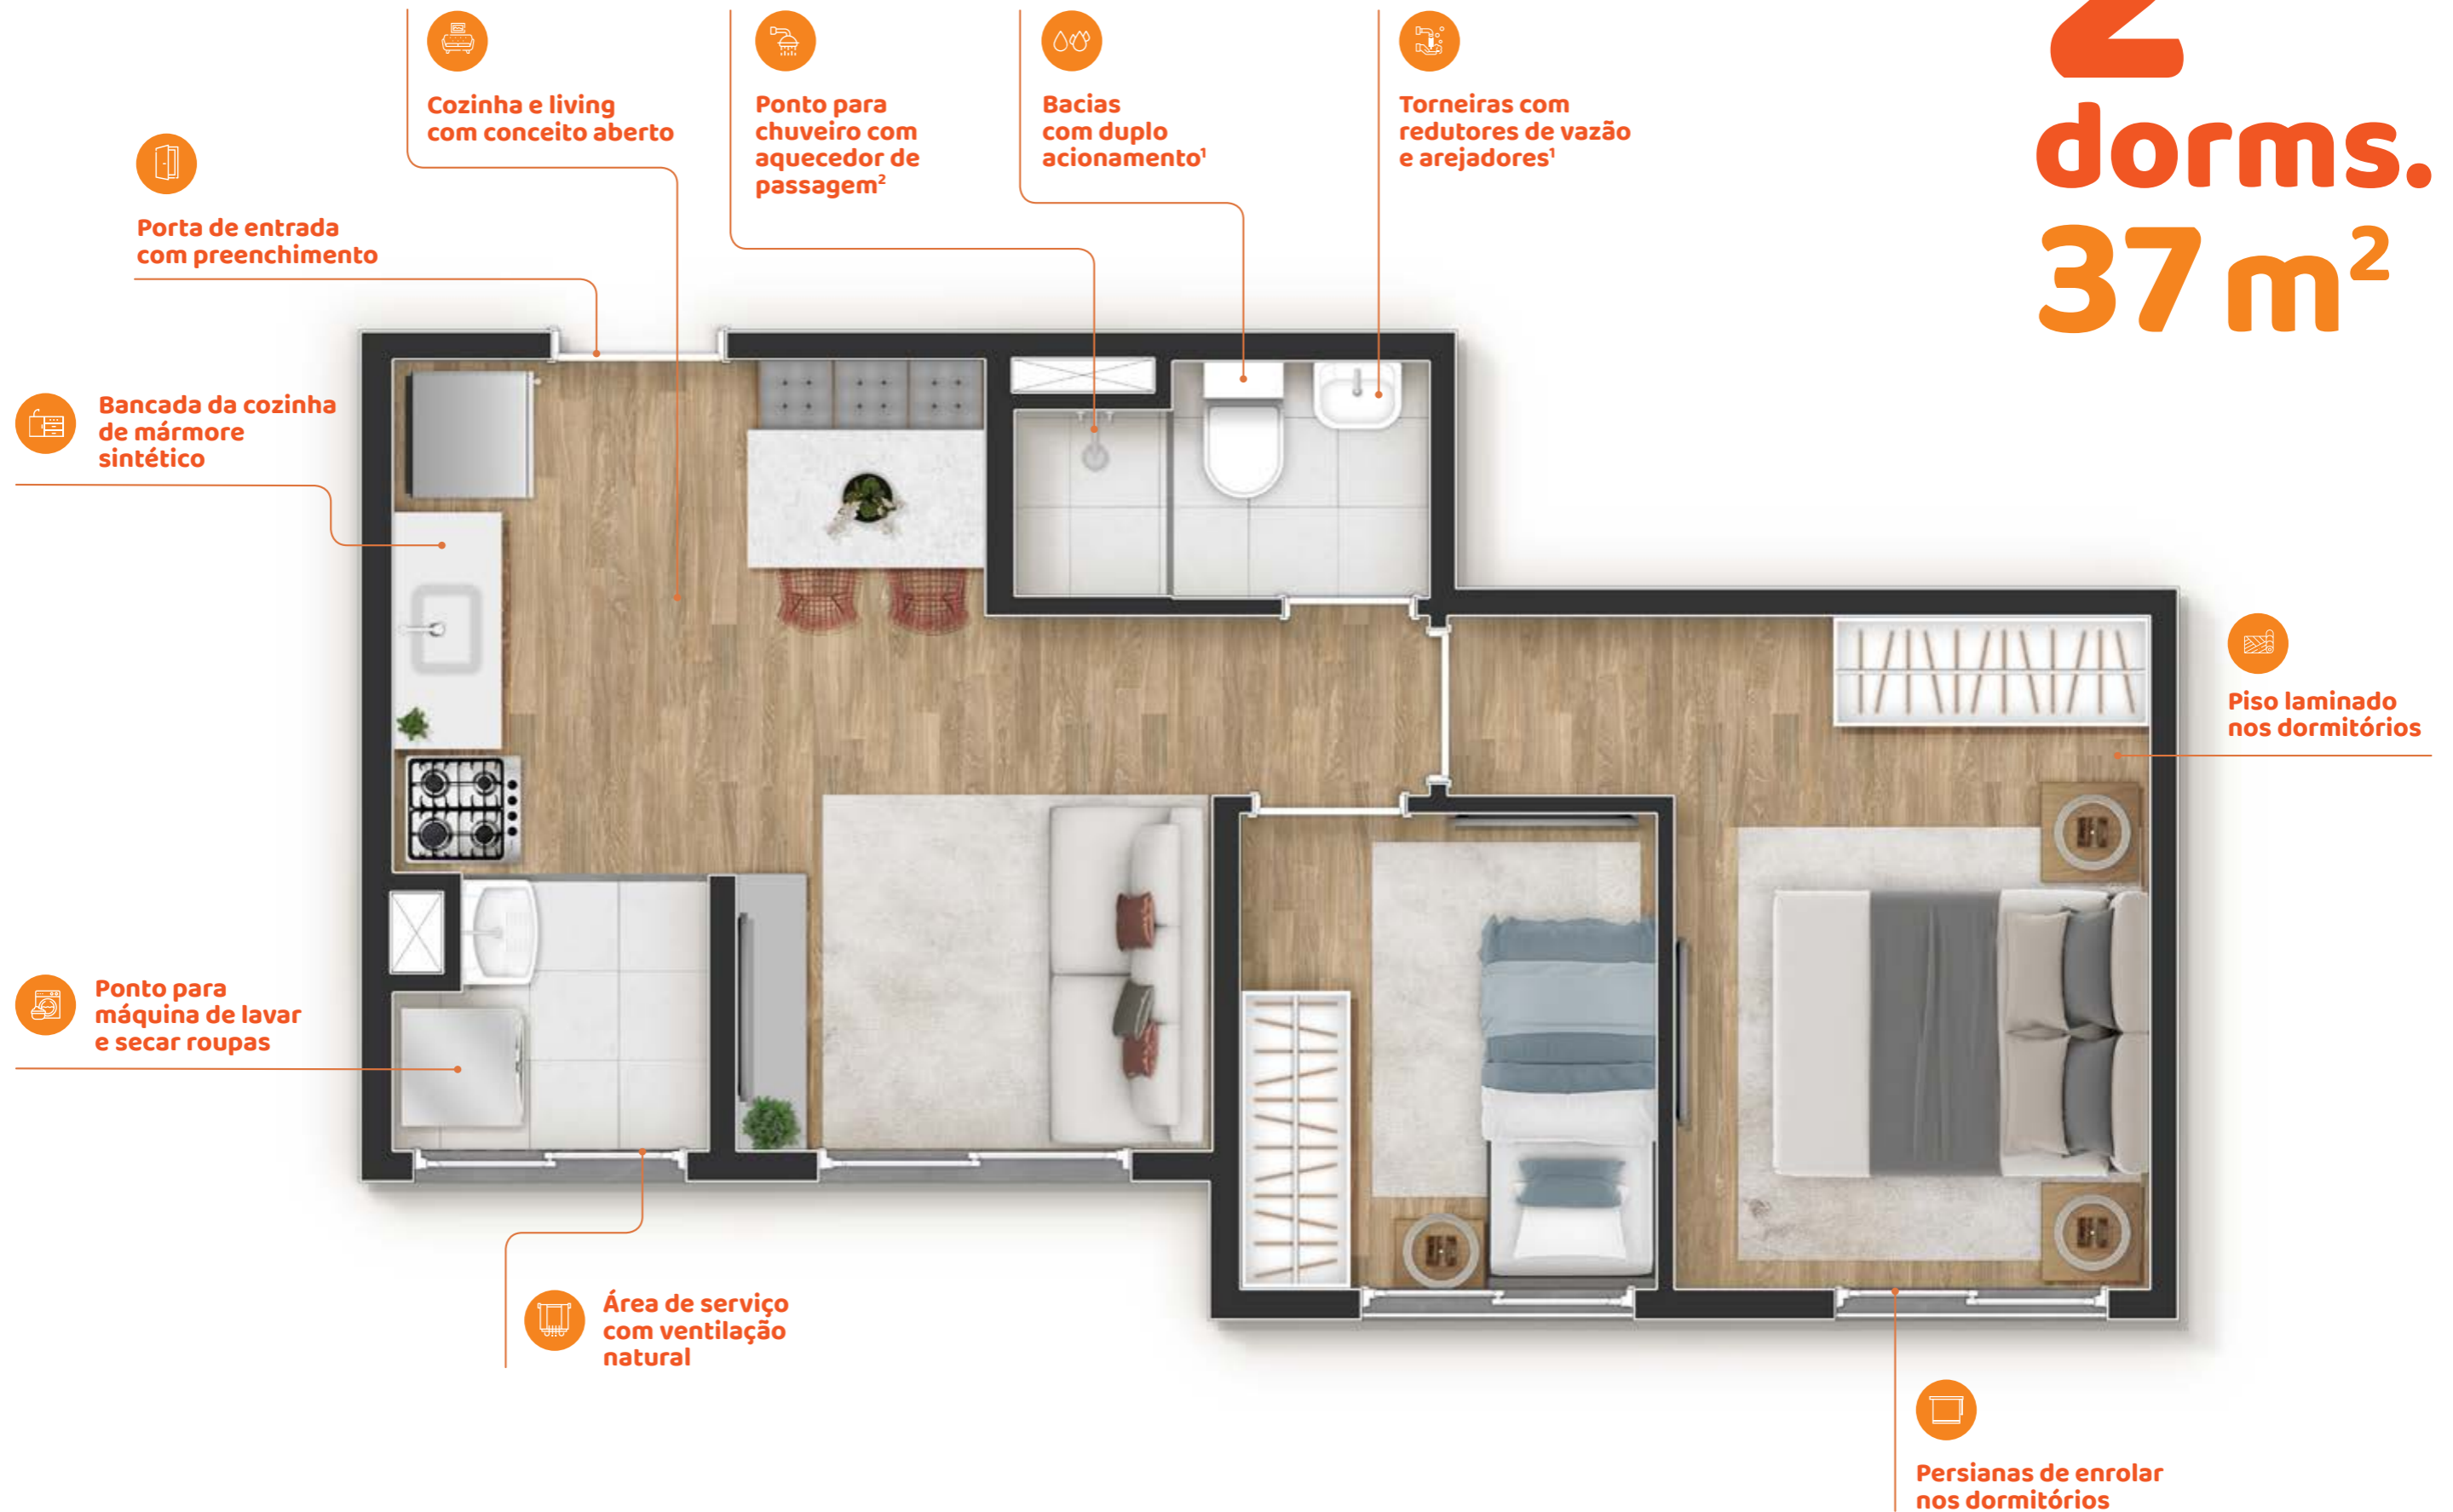 2
dorms.
37 m²
Cozinha e living
com conceito aberto
Ponto para
chuveiro com
aquecedor de
passagem²
Bacias
com duplo
acionamento¹
Torneiras com
redutores de vazão
e arejadores¹
Porta de entrada
com preenchimento
Bancada da cozinha
de mármore
sintético
Piso laminado
nos dormitórios
Ponto para
máquina de lavar
e secar roupas
Área de serviço
com ventilação
natural
Persianas de enrolar
nos dormitórios